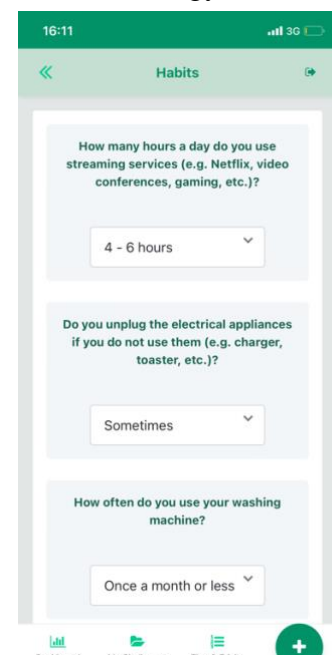 16:11
3G
Habits
How many hours a day do you use
streaming services (e.g. Netflix, video
conferences, gaming, etc.)?
4 - 6 hours
Do you unplug the electrical appliances
if you do not use them (e.g. charger,
toaster, etc.)?
Sometimes
How often do you use your washing
machine?
Once a month or less